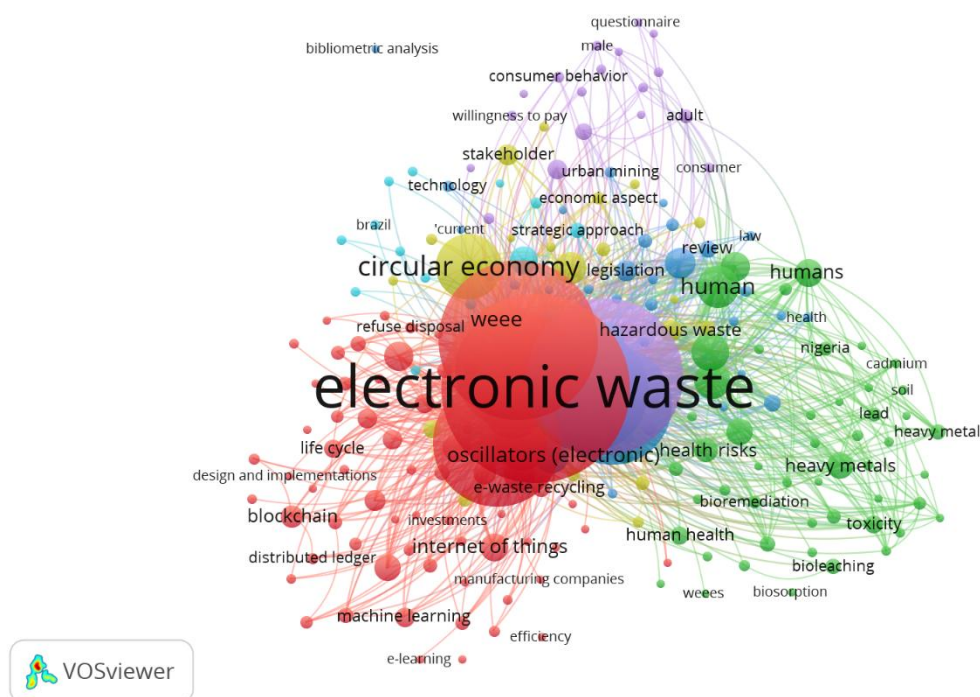 questionnaire
male
bibliometric analysis
consumer behavior
willingness to pay
adult
stakeholder
urban mining
consumer
technology
economic aspect
brazil
'current
strategic approach
law
review
circular economy
legislation
human
humans
weee
refuse disposal
hazardous waste
health
nigeria
cadmium
electronic waste
soil
lead
heavy metal
life cycle
oscillators (electronic)
health risks
design and implementations
e-waste recycling
heavy metals
blockchain
investments
bioremediation
toxicity
distributed ledger
internet of things
human health
bioleaching
manufacturing companies
weees
biosorption
machine learning
efficiency
e-learning
VOSviewer